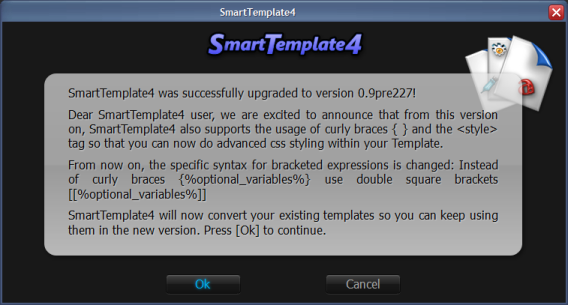 SmartTemplate4
SmartTemplate4
SmartTemplate4 was successfully upgraded to version 0.9pre227!
Dear SmartTemplate4 user, we are excited to announce that from this version
on, SmartTemplate4 also supports the usage of curly braces { } and the <style>
tag so that you can now do advanced css styling within your Template.
From now on, the specific syntax for bracketed expressions is changed: Instead
of curly braces {%optional_variables%} use double square brackets
[[%optional_variables%]]
SmartTemplate4 will now convert your existing templates so you can keep using
them in the new version. Press [Ok] to continue.
Ok
Cancel